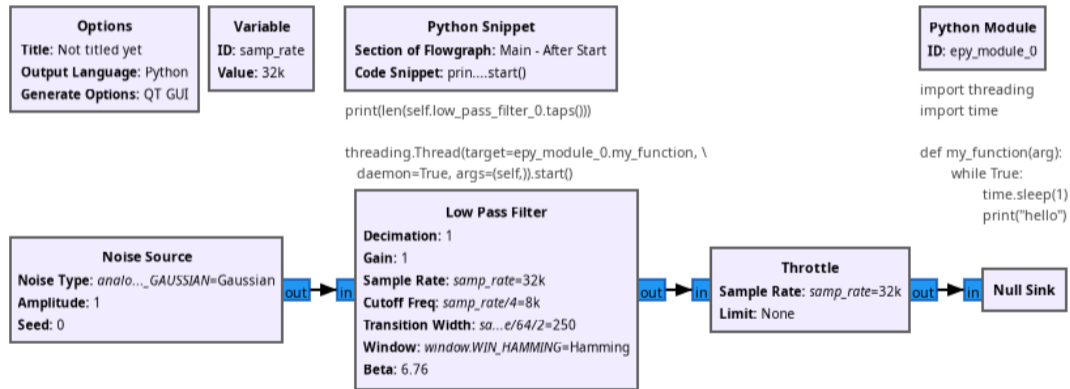 Options
Title: Not titled yet
Output Language: Python
Generate Options: QT GUI
Variable
ID: samp_rate
Value: 32k
Python Snippet
Section of Flowgraph: Main - After Start
Code Snippet: prin....start()
print(len(self.low_pass_filter_0.taps()))
threading.Thread(target=epy_module_0.my_function, \
daemon=True, args=(self,)).start()
Python Module
ID: epy_module_0
import threading
import time
def my_function(arg):
while True:
time.sleep(1)
print("hello")
Noise Source
Noise Type: analo..._GAUSSIAN=Gaussian
Amplitude: 1
Seed: 0
out
in
Low Pass Filter
Decimation: 1
Gain: 1
Sample Rate: samp_rate=32k
Cutoff Freq: samp_rate/4=8k
Transition Width: sa...e/64/2=250
Window: window.WIN_HAMMING=Hamming
Beta: 6.76
out
in
Throttle
Sample Rate: samp_rate=32k
Limit: None
out
in
Null Sink